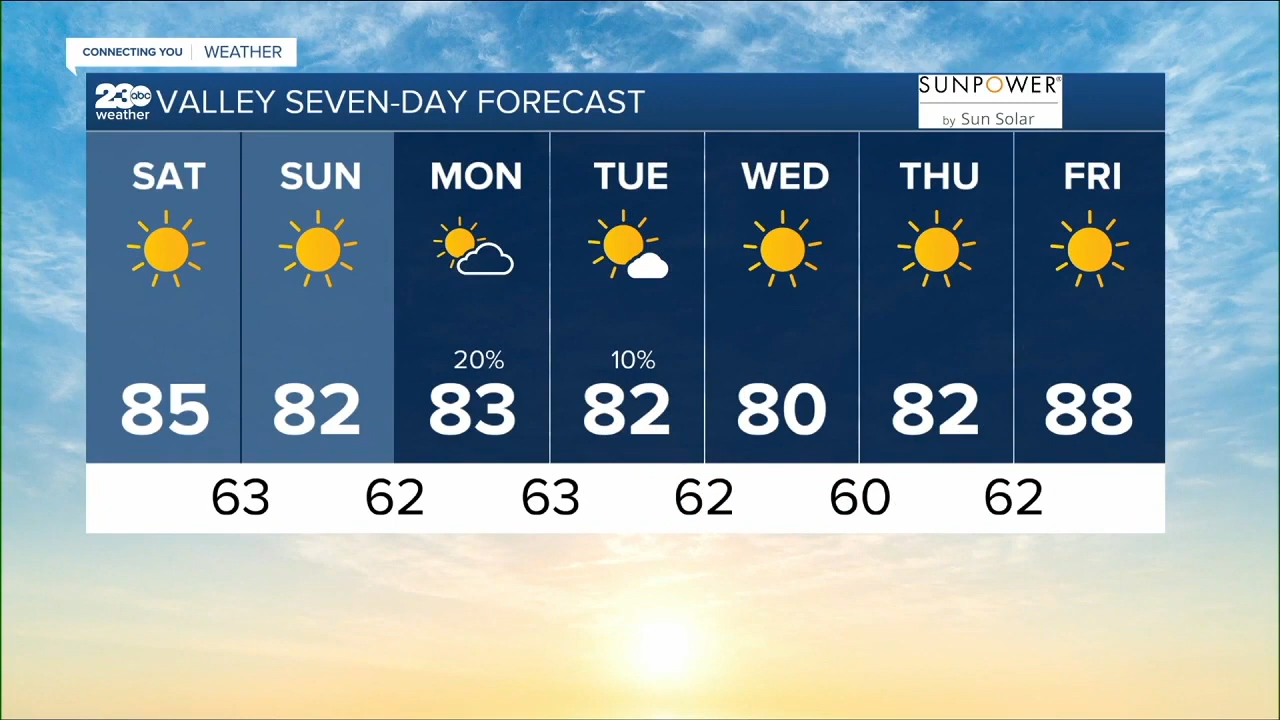 CONNECTING YOU WEATHER
23 abc
weather
VALLEY SEVEN-DAY FORECAST
SUNPOWER®
by Sun Solar
SAT SUN MON TUE WED THU FRI
20% 10%
85 82 83 82 80 82 88
63 62 63 62 60 62